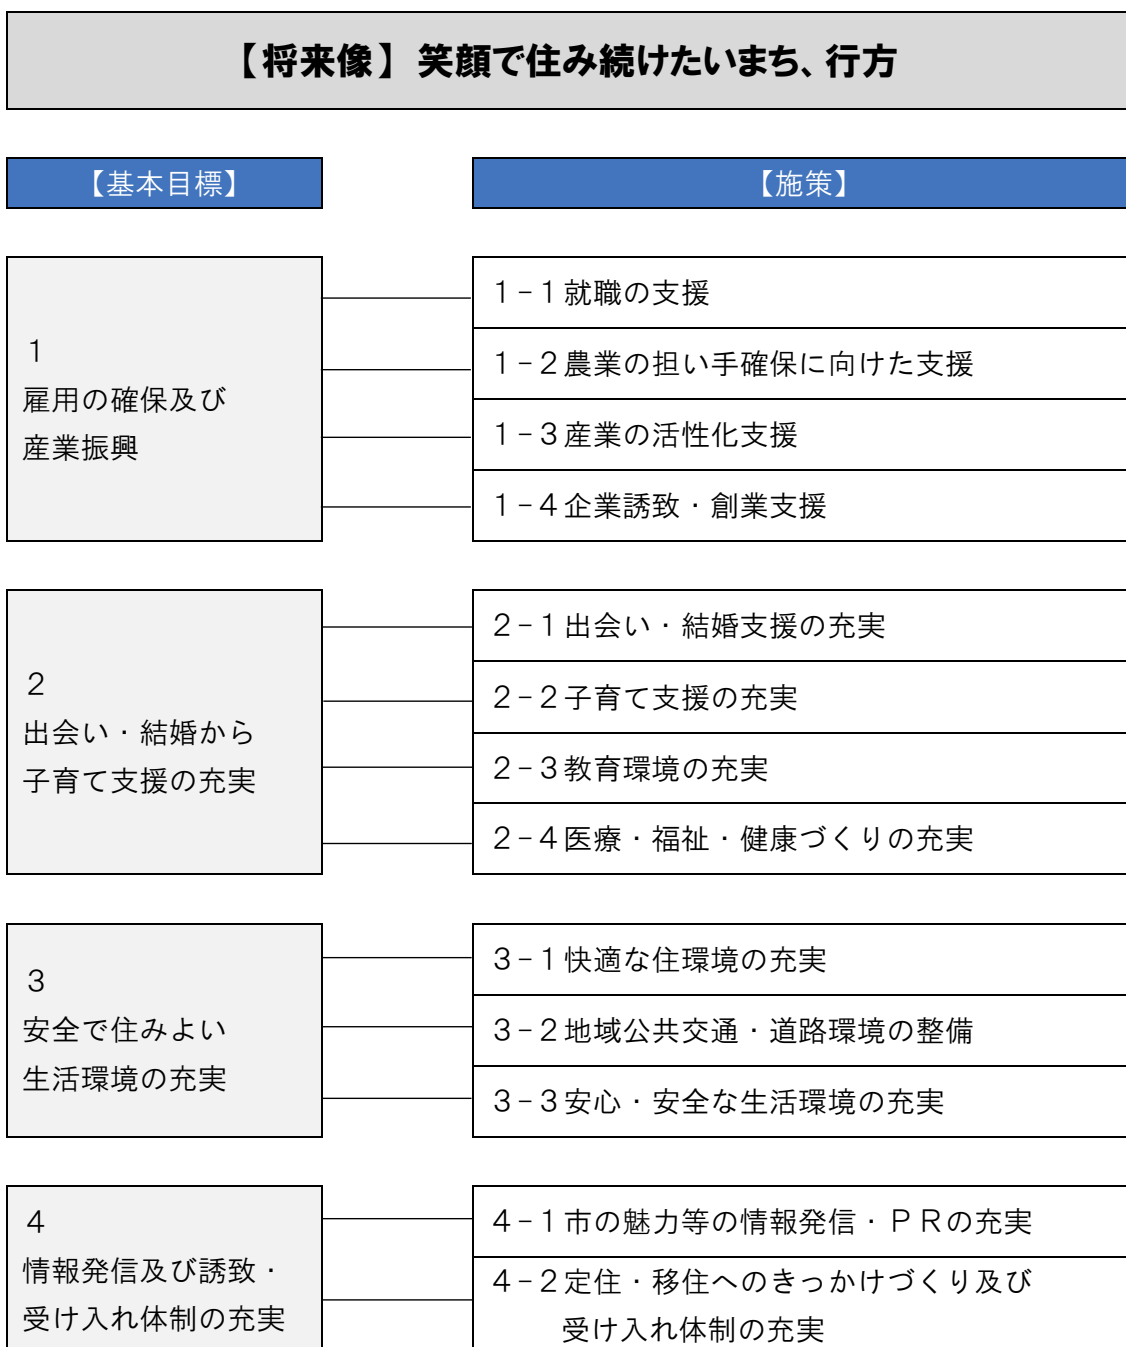 【将来像】笑顔で住み続けたいまち、行方
【基本目標】
【施策】
1
雇用の確保及び
産業振興
1-1就職の支援
1-2農業の担い手確保に向けた支援
1-3産業の活性化支援
1-4企業誘致・創業支援
2
出会い・結婚から
子育て支援の充実
2-1出会い・結婚支援の充実
2-2子育て支援の充実
2-3教育環境の充実
2-4医療・福祉・健康づくりの充実
3
安全で住みよい
生活環境の充実
3-1快適な住環境の充実
3-2地域公共交通・道路環境の整備
3-3安心・安全な生活環境の充実
4
情報発信及び誘致・
受け入れ体制の充実
4-1市の魅力等の情報発信・PRの充実
4-2定住・移住へのきっかけづくり及び
受け入れ体制の充実